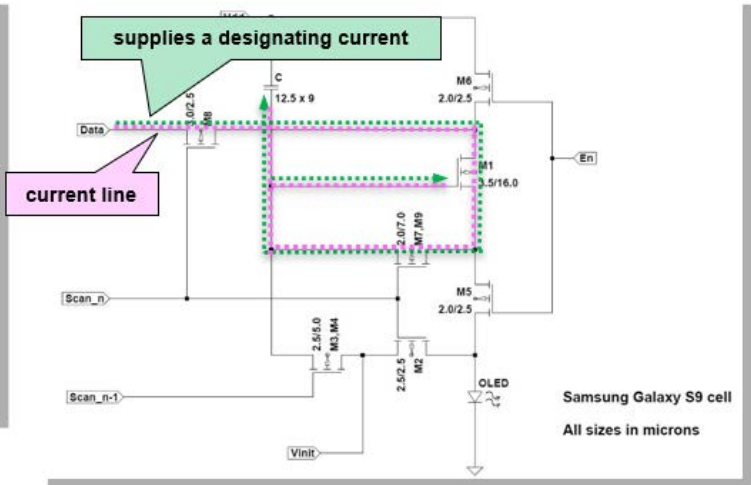 supplies a designating current
C
12.5 x 9
M6
2.0/2.5
3.0/2.5
M8
Data
En
M1
3.5/16.0
current line
2.0/7.0
M7,M9
Scan_n
M5
2.0/2.5
2.5/5.0
M3,M4
2.5/2.5
M2
OLED
Scan_n-1
Samsung Galaxy S9 cell
All sizes in microns
Vinit